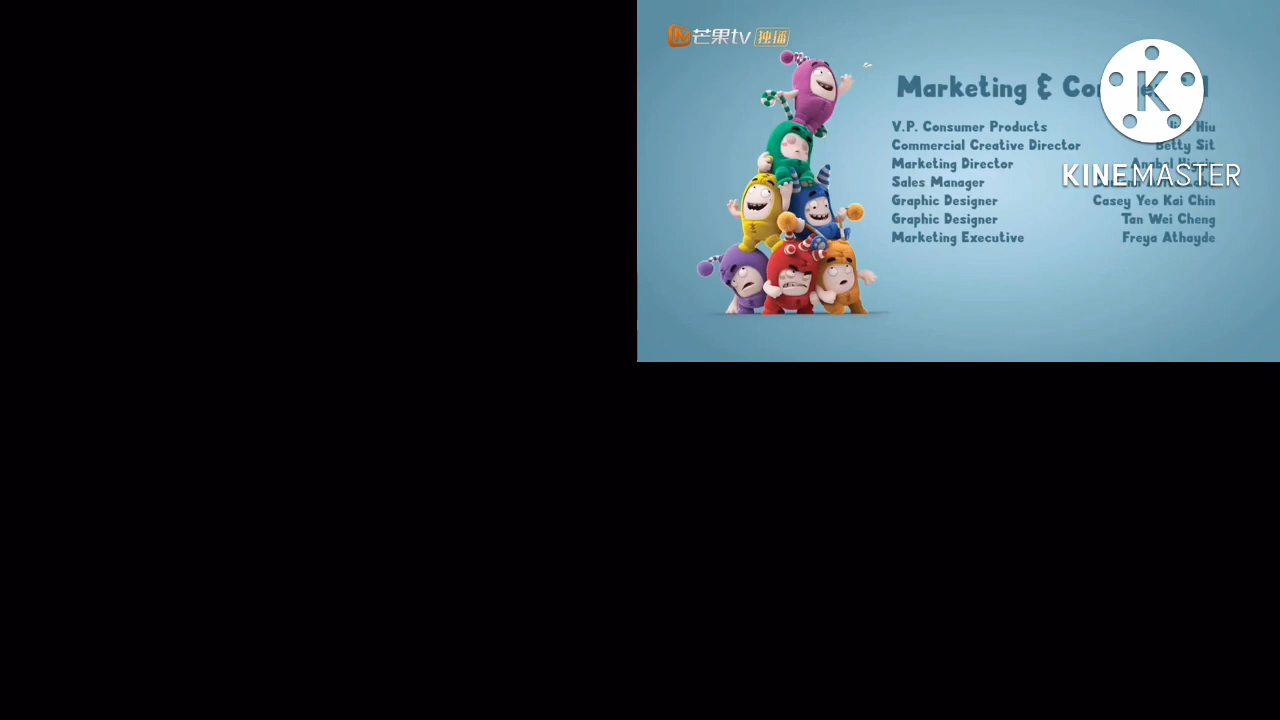 芒果tv 独播
Marketing &
V.P. Consumer Products Hiu
Commercial Creative Director Betty Sit
Marketing Director
Sales Manager
Graphic Designer Casey Yeo Kai Chin
Graphic Designer Tan Wei Cheng
Marketing Executive Freya Athayde
K
KINEMASTER